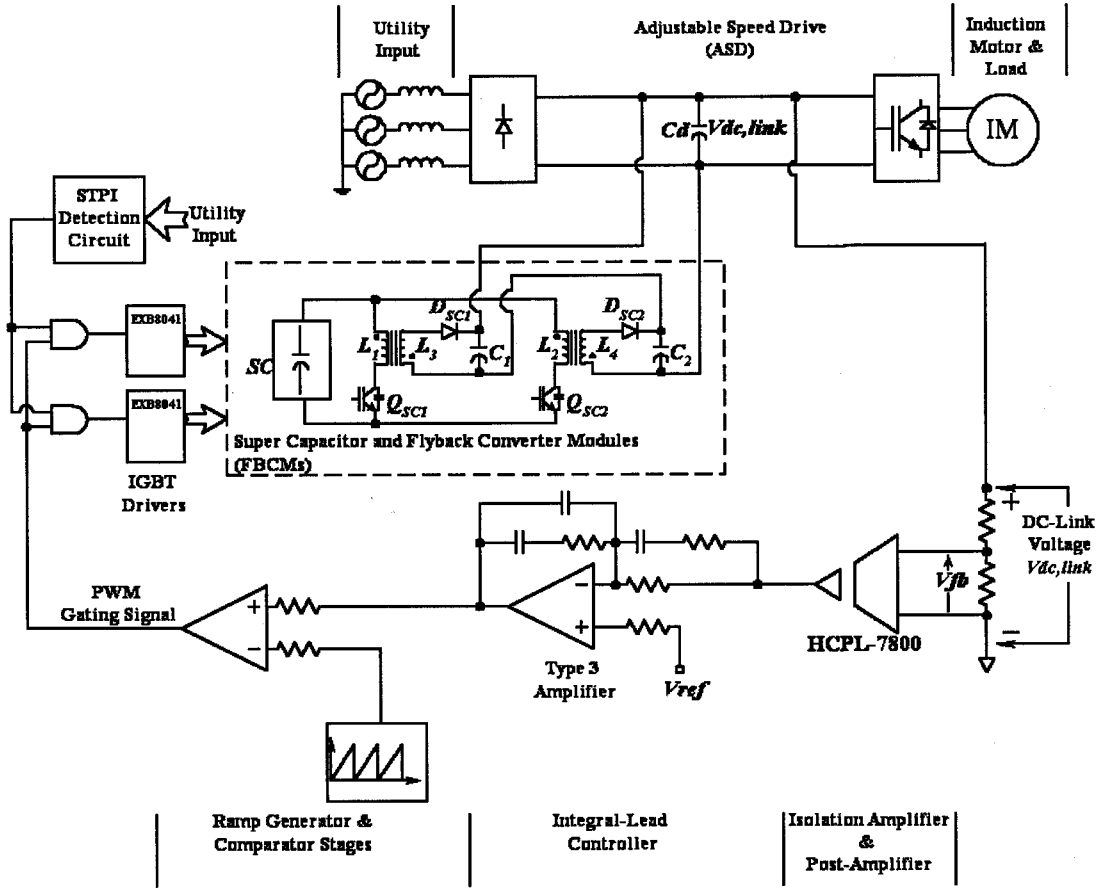 Utility
Input
Adjustable Speed Drive
(ASD)
Induction
Motor &
Load
Cd
Vdc,link
IM
STPI
Detection
Circuit
Utility
Input
EXB8041
EXB8041
IGBT
Drivers
SC
L1
L3
DSC1
C1
QSC1
L2
L4
DSC2
C2
QSC2
Super Capacitor and Flyback Converter Modules
(FBCMs)
PWM
Gating Signal
+
−
−
+
Type 3
Amplifier
Vref
HCPL-7800
Vfb
+
−
DC-Link
Voltage
Vdc,link
Ramp Generator &
Comparator Stages
Integral-Lead
Controller
Isolation Amplifier
&
Post-Amplifier